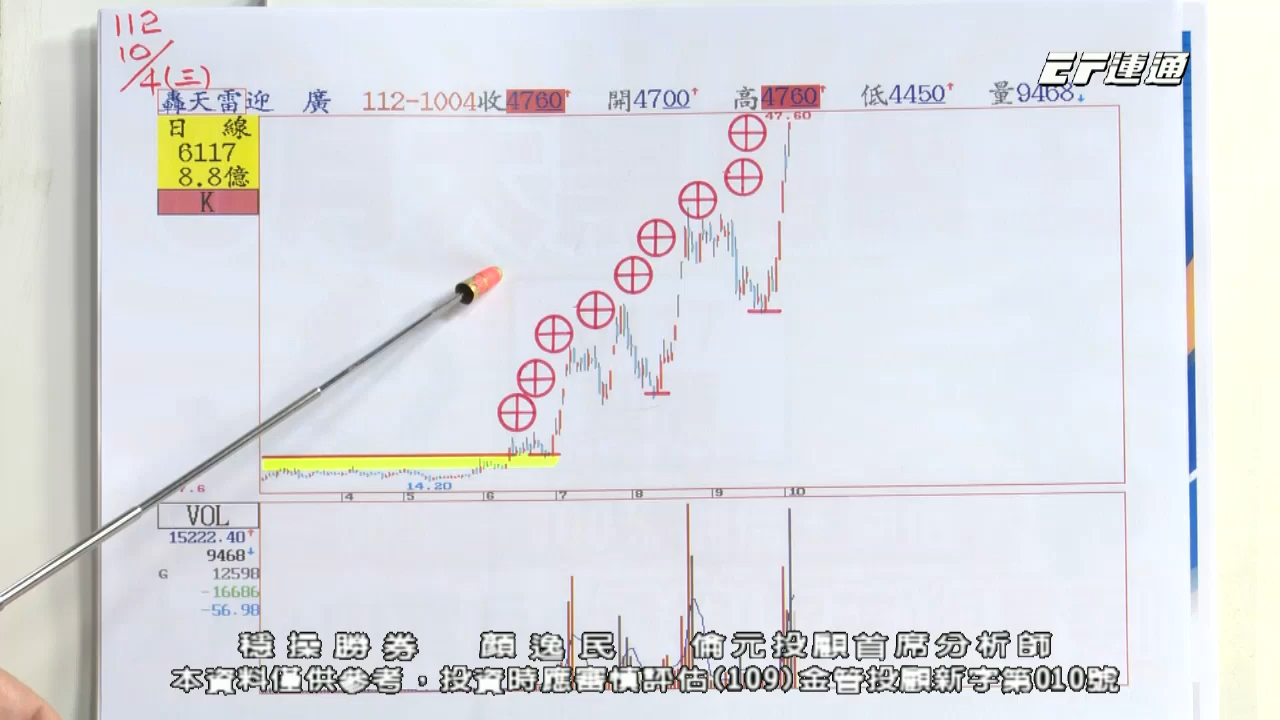 112
10/4(三)
EF運通
轟天雷迎 廣 112-1004收4760↑ 開4700↑ 高4760↑ 低4450↑ 量9468↓
日 線
6117
8.8億
K
47.60
14.20
7.6
4 5 6 7 8 9 10
VOL
15222.40↑
9468↓
G 12598
-16686
-56.98
穩操勝券 顏逸民 倫元投顧首席分析師
本資料僅供參考，投資時應審慎評估(109)金管投顧新字第010號